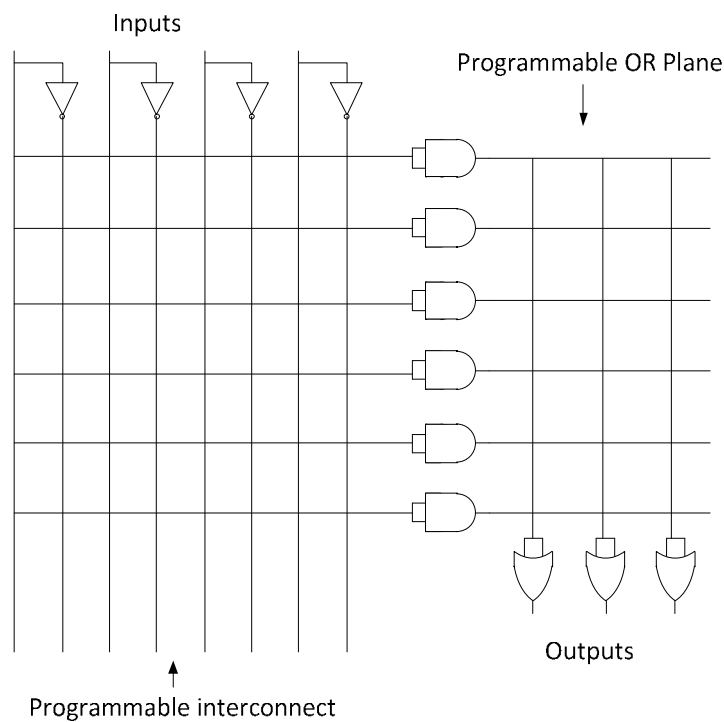 Inputs
Programmable OR Plane
Outputs
Programmable interconnect